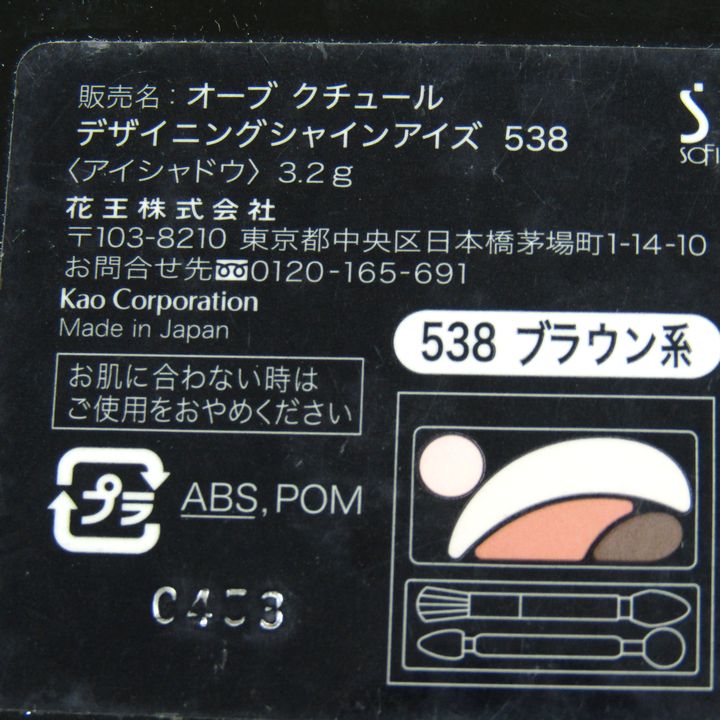 販売名：オーブ クチュール
デザイニングシャインアイズ 538
〈アイシャドウ〉3.2g
花王株式会社
〒103-8210 東京都中央区日本橋茅場町1-14-10
お問合せ先 0120-165-691
Kao Corporation
Made in Japan
538 ブラウン系
お肌に合わない時は
ご使用をおやめください
プラ ABS, POM